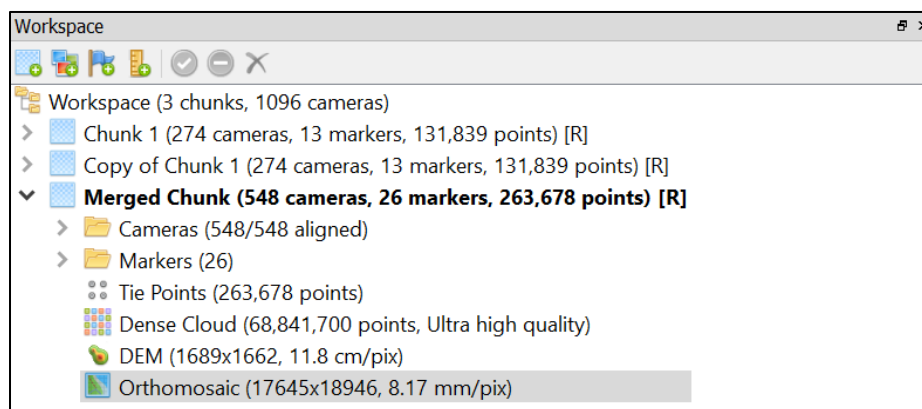 Workspace
Workspace (3 chunks, 1096 cameras)
Chunk 1 (274 cameras, 13 markers, 131,839 points) [R]
Copy of Chunk 1 (274 cameras, 13 markers, 131,839 points) [R]
Merged Chunk (548 cameras, 26 markers, 263,678 points) [R]
Cameras (548/548 aligned)
Markers (26)
Tie Points (263,678 points)
Dense Cloud (68,841,700 points, Ultra high quality)
DEM (1689x1662, 11.8 cm/pix)
Orthomosaic (17645x18946, 8.17 mm/pix)